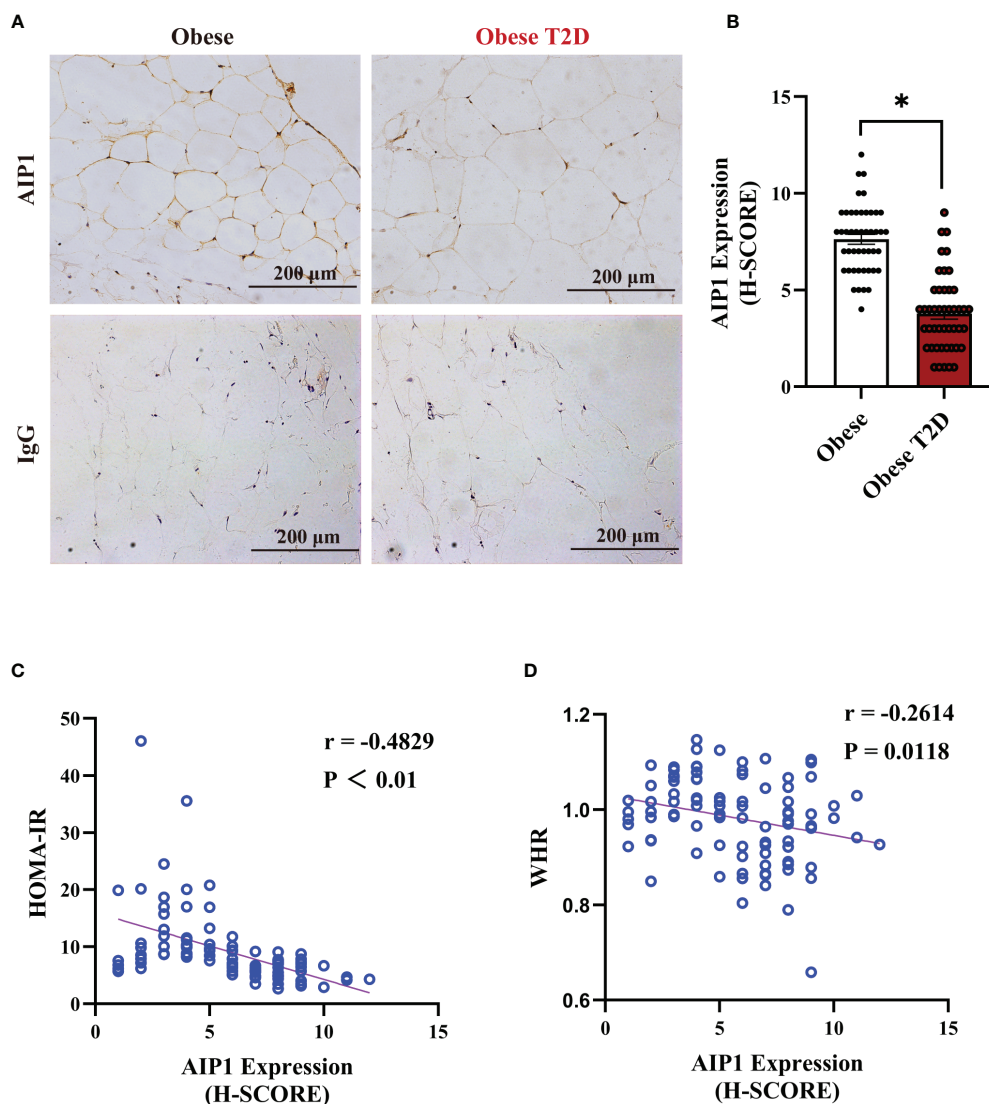 A
Obese
Obese T2D
AIP1
200 μm
200 μm
IgG
200 μm
200 μm
B
AIP1 Expression
(H-SCORE)
15
10
5
0
*
Obese
Obese T2D
C
HOMA-IR
50
40
30
20
10
0
r = -0.4829
P < 0.01
0
5
10
15
AIP1 Expression
(H-SCORE)
D
WHR
1.2
1.0
0.8
0.6
r = -0.2614
P = 0.0118
0
5
10
15
AIP1 Expression
(H-SCORE)